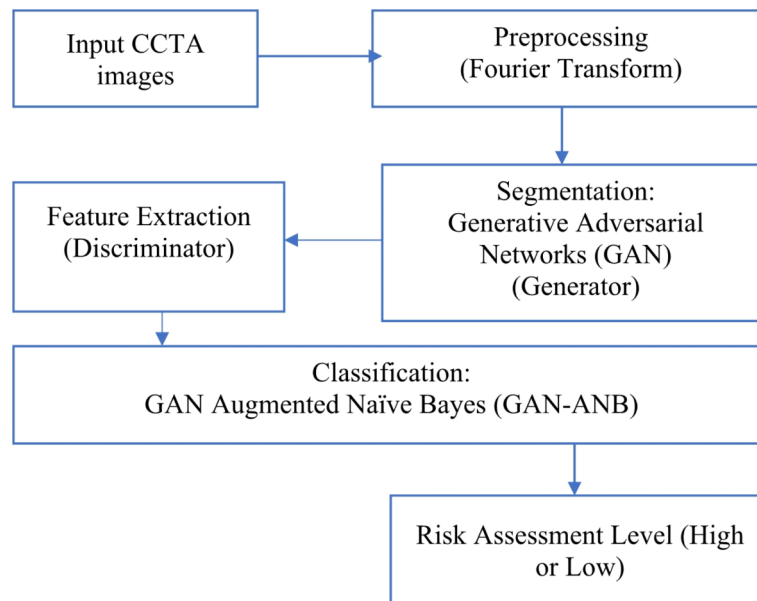 Input CCTA
images
Preprocessing
(Fourier Transform)
Segmentation:
Generative Adversarial
Networks (GAN)
(Generator)
Feature Extraction
(Discriminator)
Classification:
GAN Augmented Naïve Bayes (GAN-ANB)
Risk Assessment Level (High
or Low)